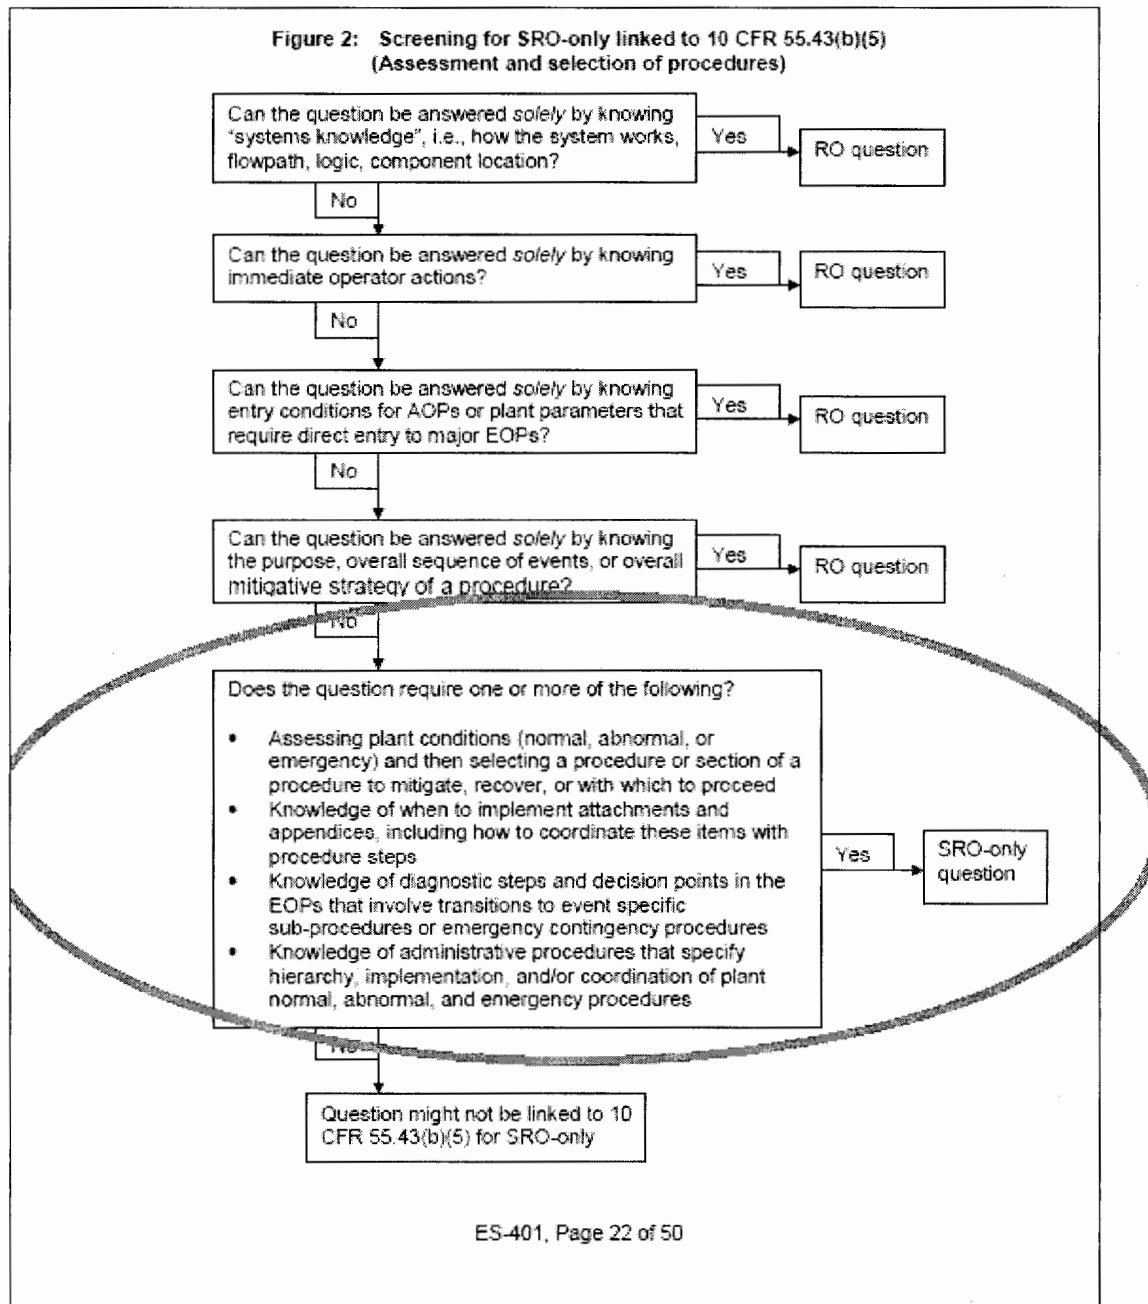 Figure 2: Screening for SRO-only linked to 10 CFR 55.43(b)(5)
(Assessment and selection of procedures)
Can the question be answered solely by knowing
"systems knowledge", i.e., how the system works,
flowpath, logic, component location?
Yes
RO question
No
Can the question be answered solely by knowing
immediate operator actions?
Yes
RO question
No
Can the question be answered solely by knowing
entry conditions for AOPs or plant parameters that
require direct entry to major EOPs?
Yes
RO question
No
Can the question be answered solely by knowing
the purpose, overall sequence of events, or overall
mitigative strategy of a procedure?
Yes
RO question
No
Does the question require one or more of the following?
• Assessing plant conditions (normal, abnormal, or
emergency) and then selecting a procedure or section of a
procedure to mitigate, recover, or with which to proceed
• Knowledge of when to implement attachments and
appendices, including how to coordinate these items with
procedure steps
• Knowledge of diagnostic steps and decision points in the
EOPs that involve transitions to event specific
sub-procedures or emergency contingency procedures
• Knowledge of administrative procedures that specify
hierarchy, implementation, and/or coordination of plant
normal, abnormal, and emergency procedures
Yes
SRO-only
question
No
Question might not be linked to 10
CFR 55.43(b)(5) for SRO-only
ES-401, Page 22 of 50